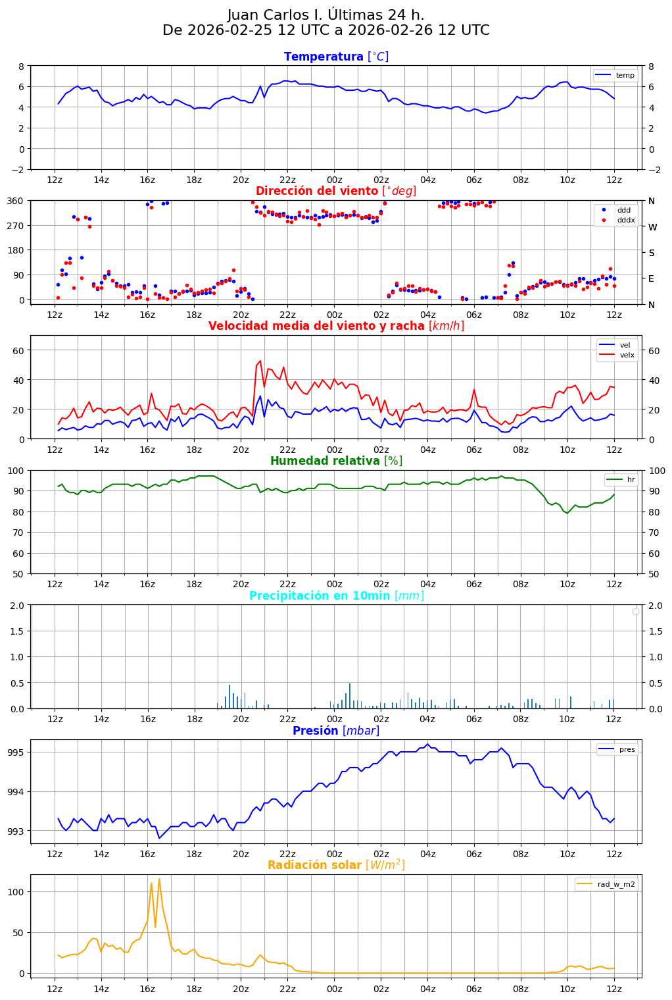 Juan Carlos I. Últimas 24 h.
De 2026-02-25 12 UTC a 2026-02-26 12 UTC
Temperatura [°C]
8
6
4
2
0
−2
temp
8
6
4
2
0
−2
12z 14z 16z 18z 20z 22z 00z 02z 04z 06z 08z 10z 12z
Dirección del viento [°deg]
360
270
180
90
0
ddd
dddx
N
W
S
E
N
12z 14z 16z 18z 20z 22z 00z 02z 04z 06z 08z 10z 12z
Velocidad media del viento y racha [km/h]
60
40
20
0
vel
velx
60
40
20
0
12z 14z 16z 18z 20z 22z 00z 02z 04z 06z 08z 10z 12z
Humedad relativa [%]
100
90
80
70
60
50
hr
100
90
80
70
60
50
12z 14z 16z 18z 20z 22z 00z 02z 04z 06z 08z 10z 12z
Precipitación en 10min [mm]
2.0
1.5
1.0
0.5
0.0
2.0
1.5
1.0
0.5
0.0
12z 14z 16z 18z 20z 22z 00z 02z 04z 06z 08z 10z 12z
Presión [mbar]
995
994
993
pres
12z 14z 16z 18z 20z 22z 00z 02z 04z 06z 08z 10z 12z
Radiación solar [W/m²]
100
50
0
rad_w_m2
12z 14z 16z 18z 20z 22z 00z 02z 04z 06z 08z 10z 12z